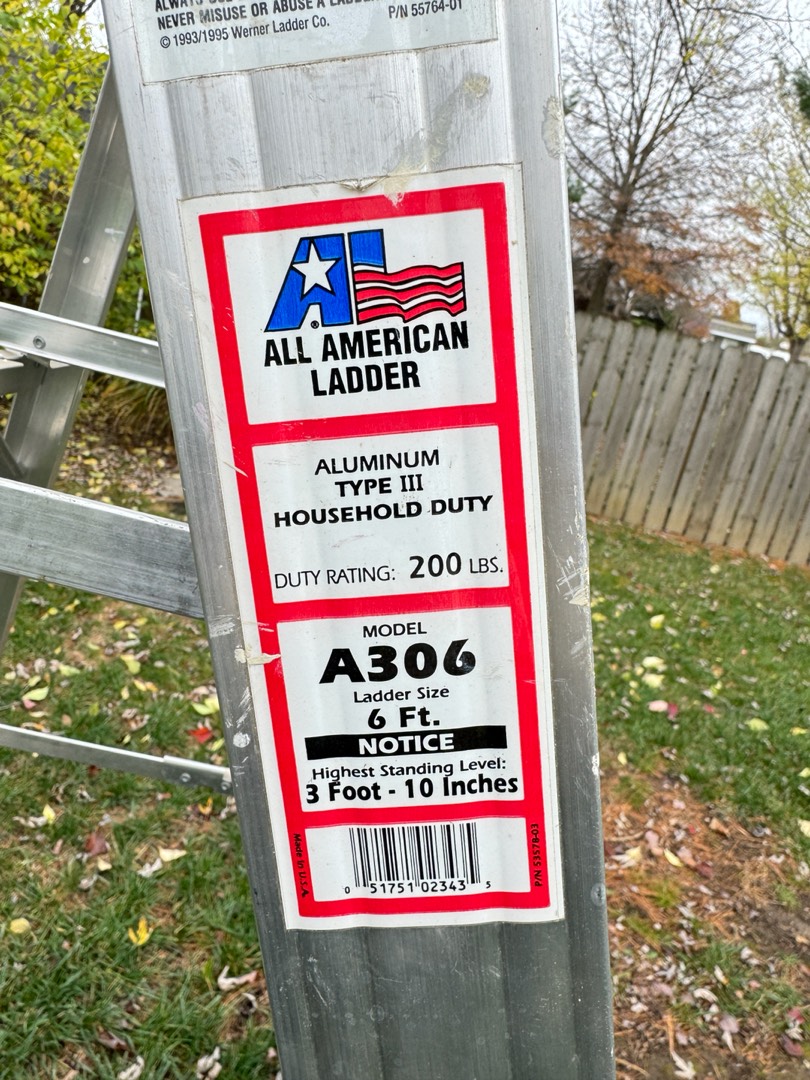 NEVER MISUSE OR ABUSE A LADDER
© 1993/1995 Werner Ladder Co. P/N 55764-01
ALL AMERICAN
LADDER
ALUMINUM
TYPE III
HOUSEHOLD DUTY
DUTY RATING: 200 LBS.
MODEL
A306
Ladder Size
6 Ft.
NOTICE
Highest Standing Level:
3 Foot - 10 Inches
Made in U.S.A.
P/N 53578-03
0 51751 02343 5